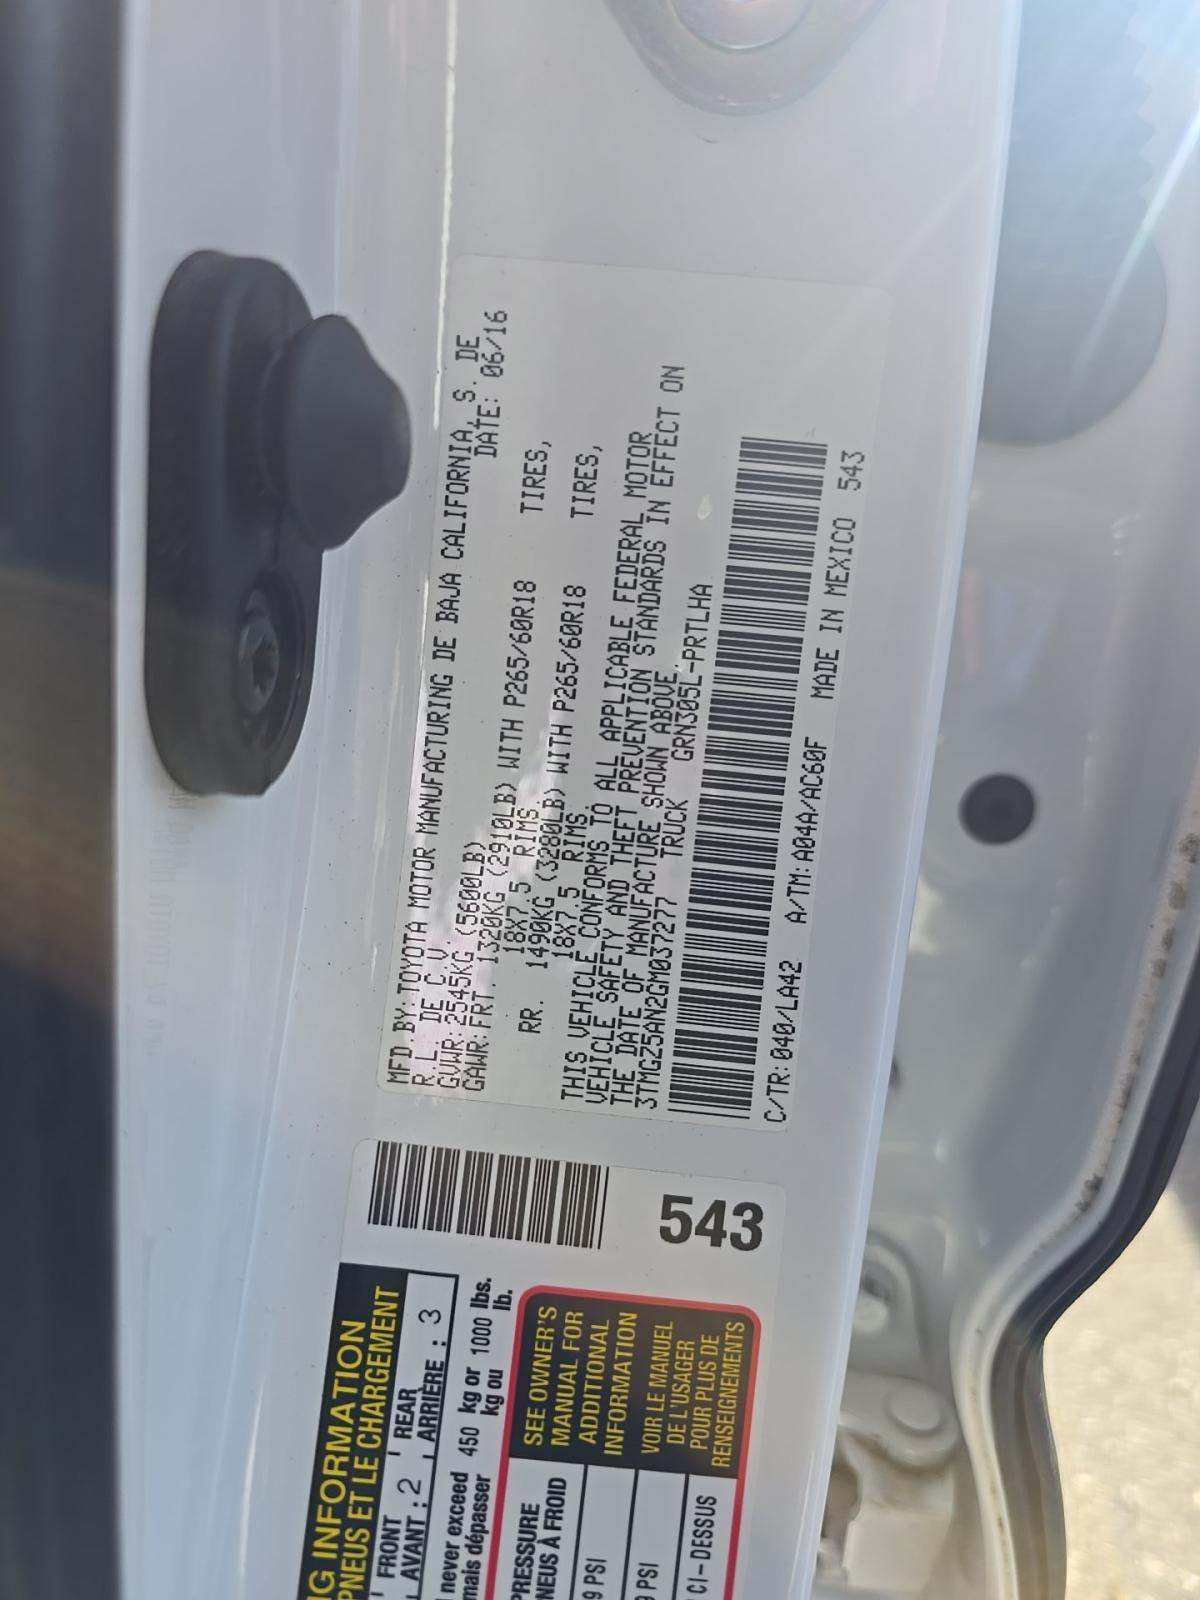 MFD.BY:TOYOTA MOTOR MANUFACTURING DE BAJA CALIFORNIA, S. DE
R.L. DE C.V. DATE: 06/16
GVWR:2545KG (5600LB)
GAWR:FRT. 1320KG (2910LB) WITH P265/60R18 TIRES,
18X7.5 RIMS
RR. 1490KG (3280LB) WITH P265/60R18 TIRES,
18X7.5 RIMS
THIS VEHICLE CONFORMS TO ALL APPLICABLE FEDERAL MOTOR
VEHICLE SAFETY AND THEFT PREVENTION STANDARDS IN EFFECT ON
THE DATE OF MANUFACTURE SHOWN ABOVE.
3TMGZ5AN2GM037277 TRUCK GRN305L-PRTLHA
C/TR:040/LA42 A/TM:A04A/AC60F MADE IN MEXICO 543
543
INFORMATION
PNEUS ET LE CHARGEMENT
FRONT REAR
AVANT : 2 ARRIÈRE : 3
never exceed 450 kg or 1000 lbs.
mais dépasser kg ou lb.
PRESSURE
NEUS À FROID
PSI
PSI
CI-DESSUS
SEE OWNER'S
MANUAL FOR
ADDITIONAL
INFORMATION
VOIR LE MANUEL
DE L'USAGER
POUR PLUS DE
RENSEIGNEMENTS